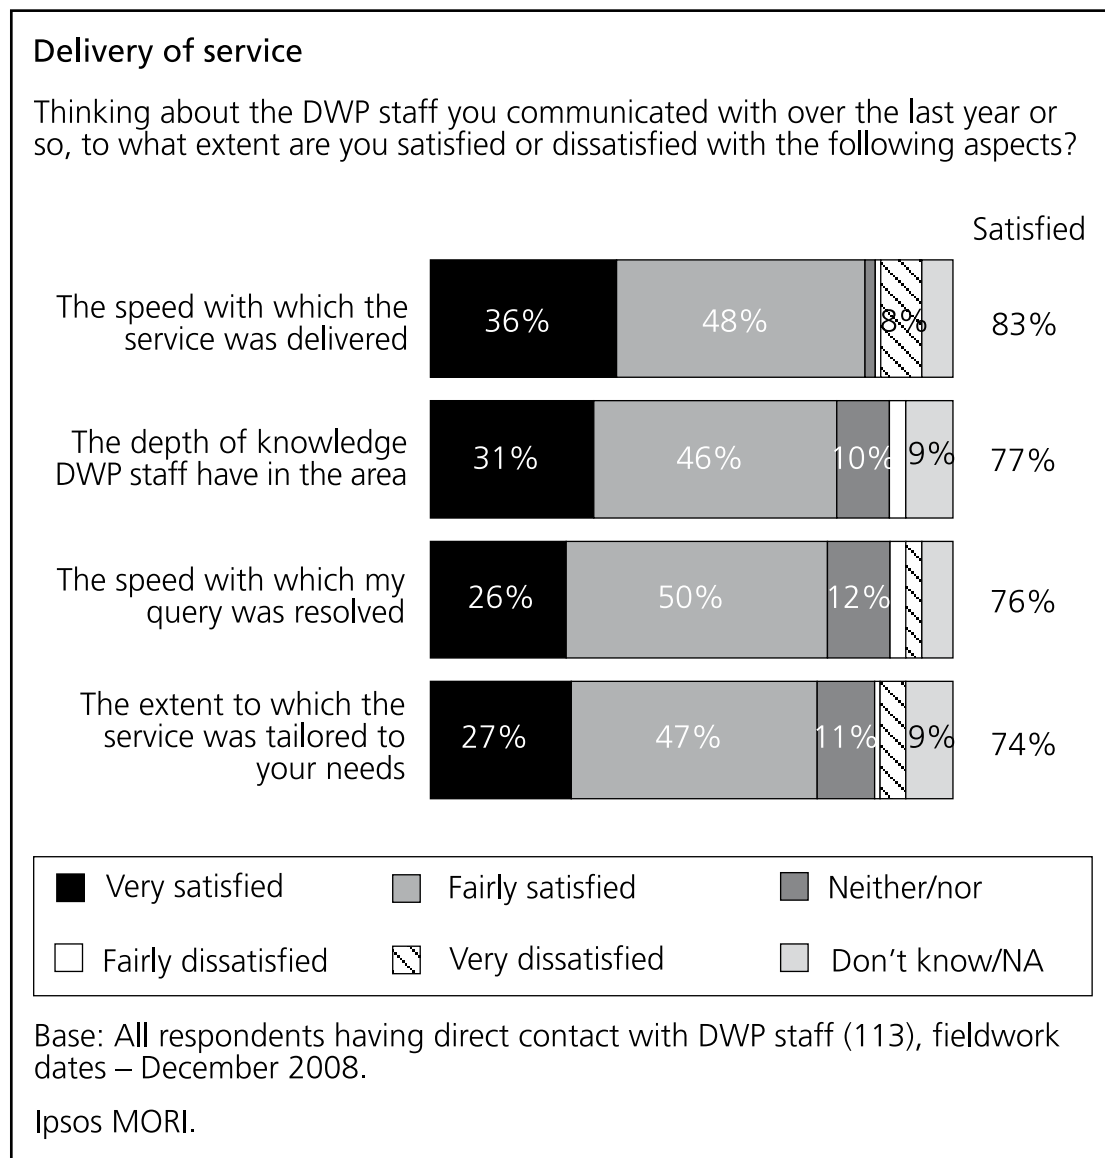 Delivery of service
Thinking about the DWP staff you communicated with over the last year or
so, to what extent are you satisfied or dissatisfied with the following aspects?
Satisfied
The speed with which the
service was delivered
36%
48%
8%
83%
The depth of knowledge
DWP staff have in the area
31%
46%
10%
9%
77%
The speed with which my
query was resolved
26%
50%
12%
76%
The extent to which the
service was tailored to
your needs
27%
47%
11%
9%
74%
Very satisfied
Fairly satisfied
Neither/nor
Fairly dissatisfied
Very dissatisfied
Don't know/NA
Base: All respondents having direct contact with DWP staff (113), fieldwork
dates – December 2008.
Ipsos MORI.